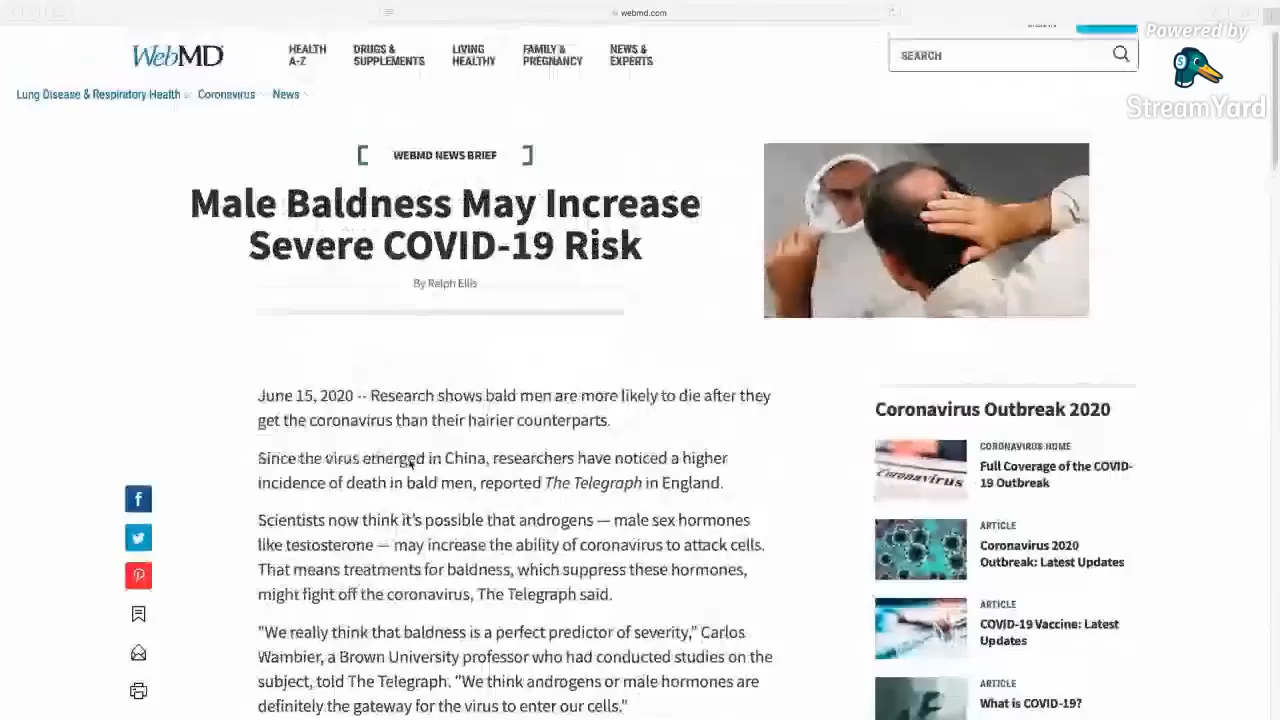 webmd.com
Powered by
StreamYard
WebMD
HEALTH
A-Z
DRUGS &
SUPPLEMENTS
LIVING
HEALTHY
FAMILY &
PREGNANCY
NEWS &
EXPERTS
SEARCH
Lung Disease & Respiratory Health
Coronavirus
News
WEBMD NEWS BRIEF
Male Baldness May Increase
Severe COVID-19 Risk
By Ralph Ellis
June 15, 2020 -- Research shows bald men are more likely to die after they
get the coronavirus than their hairier counterparts.
Since the virus emerged in China, researchers have noticed a higher
incidence of death in bald men, reported The Telegraph in England.
Scientists now think it's possible that androgens — male sex hormones
like testosterone — may increase the ability of coronavirus to attack cells.
That means treatments for baldness, which suppress these hormones,
might fight off the coronavirus, The Telegraph said.
"We really think that baldness is a perfect predictor of severity," Carlos
Wambier, a Brown University professor who had conducted studies on the
subject, told The Telegraph. "We think androgens or male hormones are
definitely the gateway for the virus to enter our cells."
Coronavirus Outbreak 2020
Coronavirus
CORONAVIRUS HOME
Full Coverage of the COVID-
19 Outbreak
ARTICLE
Coronavirus 2020
Outbreak: Latest Updates
ARTICLE
COVID-19 Vaccine: Latest
Updates
ARTICLE
What is COVID-19?